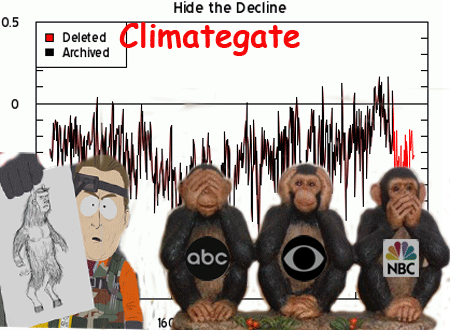 Hide the Decline
0.5
Deleted
Archived
Climategate
0
abc
NBC